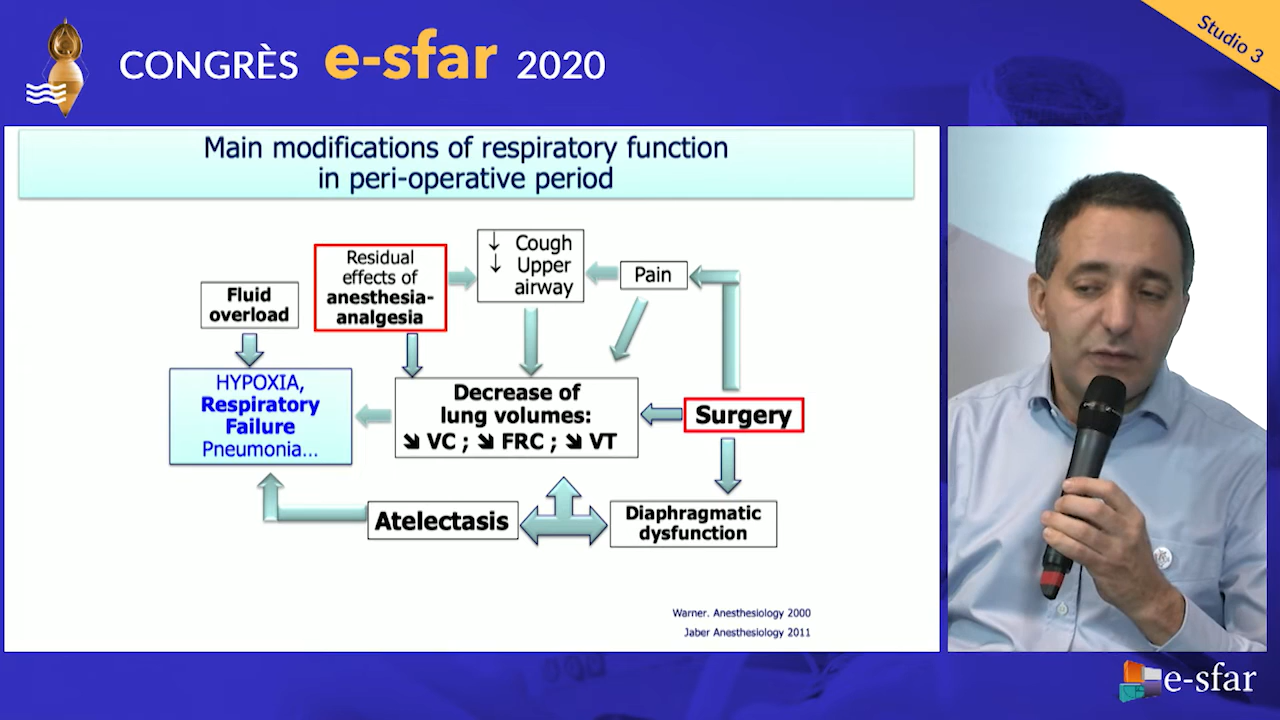 CONGRÈS e-sfar 2020
Studio 3
Main modifications of respiratory function
in peri-operative period
Fluid
overload
Residual
effects of
anesthesia-
analgesia
↓ Cough
↓ Upper
airway
Pain
HYPOXIA,
Respiratory
Failure
Pneumonia...
Decrease of
lung volumes:
➘ VC ; ➘ FRC ; ➘ VT
Surgery
Atelectasis
Diaphragmatic
dysfunction
Warner. Anesthesiology 2000
Jaber Anesthesiology 2011
e-sfar